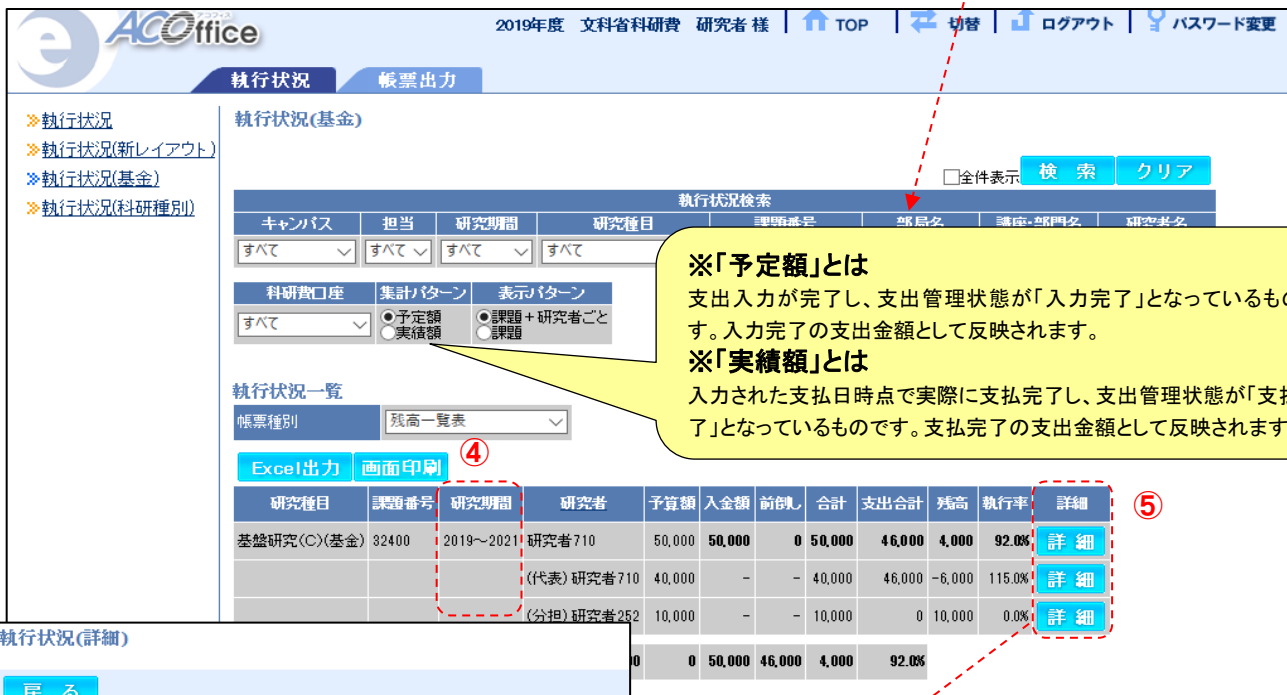 e ACOffice アコオフィス
2019年度 文科省科研費 研究者 様 TOP 切替 ログアウト パスワード変更
執行状況 帳票出力
執行状況
執行状況(新レイアウト)
執行状況(基金)
執行状況(科研種別)
執行状況(基金)
全件表示 検 索 クリア
執行状況検索
キャンパス 担当 研究期間 研究種目 課題番号 部局名 講座・部門名 研究者名
すべて すべて すべて すべて
科研費口座 集計パターン 表示パターン
すべて 予定額 課題+研究者ごと
実績額 課題
※「予定額」とは
支出入力が完了し、支出管理状態が「入力完了」となっているもの
す。入力完了の支出金額として反映されます。
※「実績額」とは
入力された支払日時点で実際に支払完了し、支出管理状態が「支払
了」となっているものです。支払完了の支出金額として反映されます
執行状況一覧
帳票種別 残高一覧表
Excel出力 画面印刷 ④
研究種目 課題番号 研究期間 研究者 予算額 入金額 前倒し 合計 支出合計 残高 執行率 詳細 ⑤
基盤研究(C)(基金) 32400 2019～2021 研究者710 50,000 50,000 0 50,000 46,000 4,000 92.0% 詳 細
(代表)研究者710 40,000 - - 40,000 46,000 -6,000 115.0% 詳 細
(分担)研究者252 10,000 - - 10,000 0 10,000 0.0% 詳 細
0 50,000 46,000 4,000 92.0%
執行状況(詳細)
戻 る